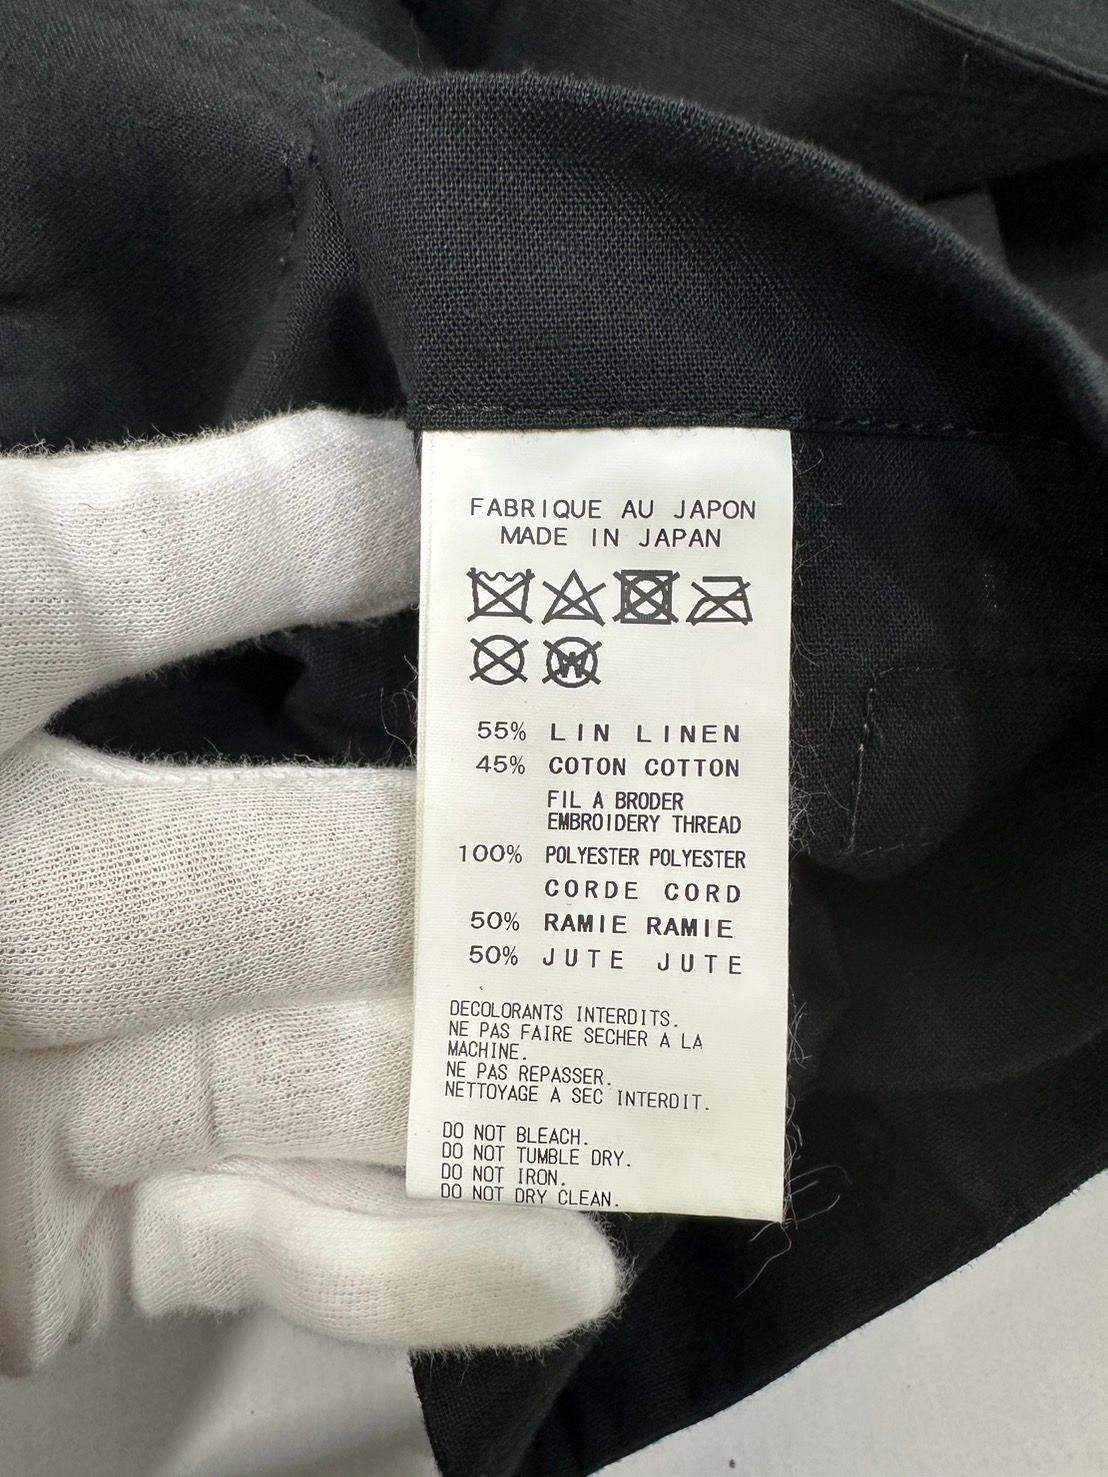 FABRIQUE AU JAPON
MADE IN JAPAN
W
55% LIN LINEN
45% COTON COTTON
FIL A BRODER
EMBROIDERY THREAD
100% POLYESTER POLYESTER
CORDE CORD
50% RAMIE RAMIE
50% JUTE JUTE
DECOLORANTS INTERDITS.
NE PAS FAIRE SECHER A LA
MACHINE.
NE PAS REPASSER.
NETTOYAGE A SEC INTERDIT.
DO NOT BLEACH.
DO NOT TUMBLE DRY.
DO NOT IRON.
DO NOT DRY CLEAN.